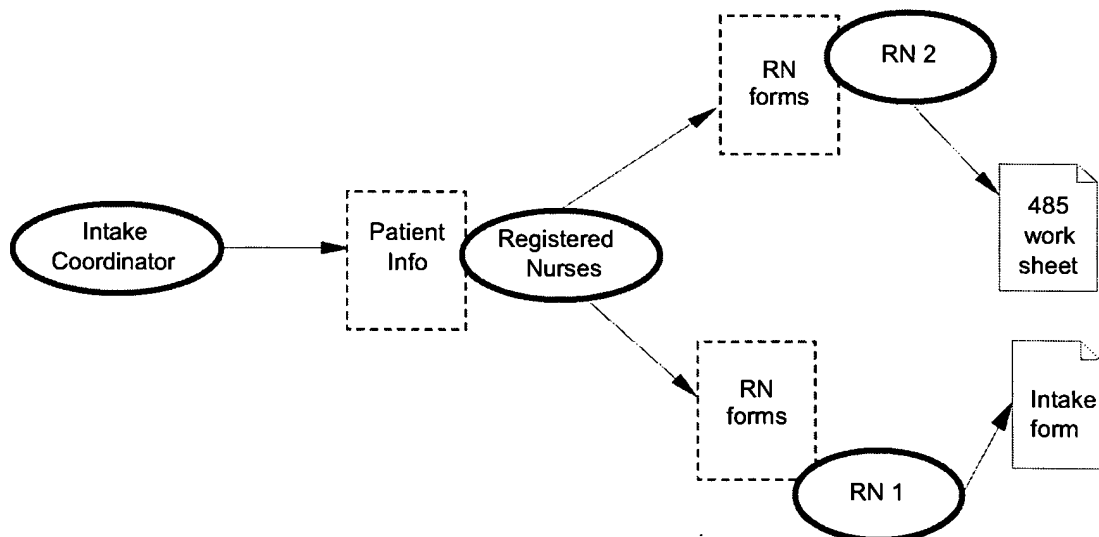 Intake
Coordinator
Patient
Info
Registered
Nurses
RN
forms
RN 2
485
work
sheet
RN
forms
RN 1
Intake
form